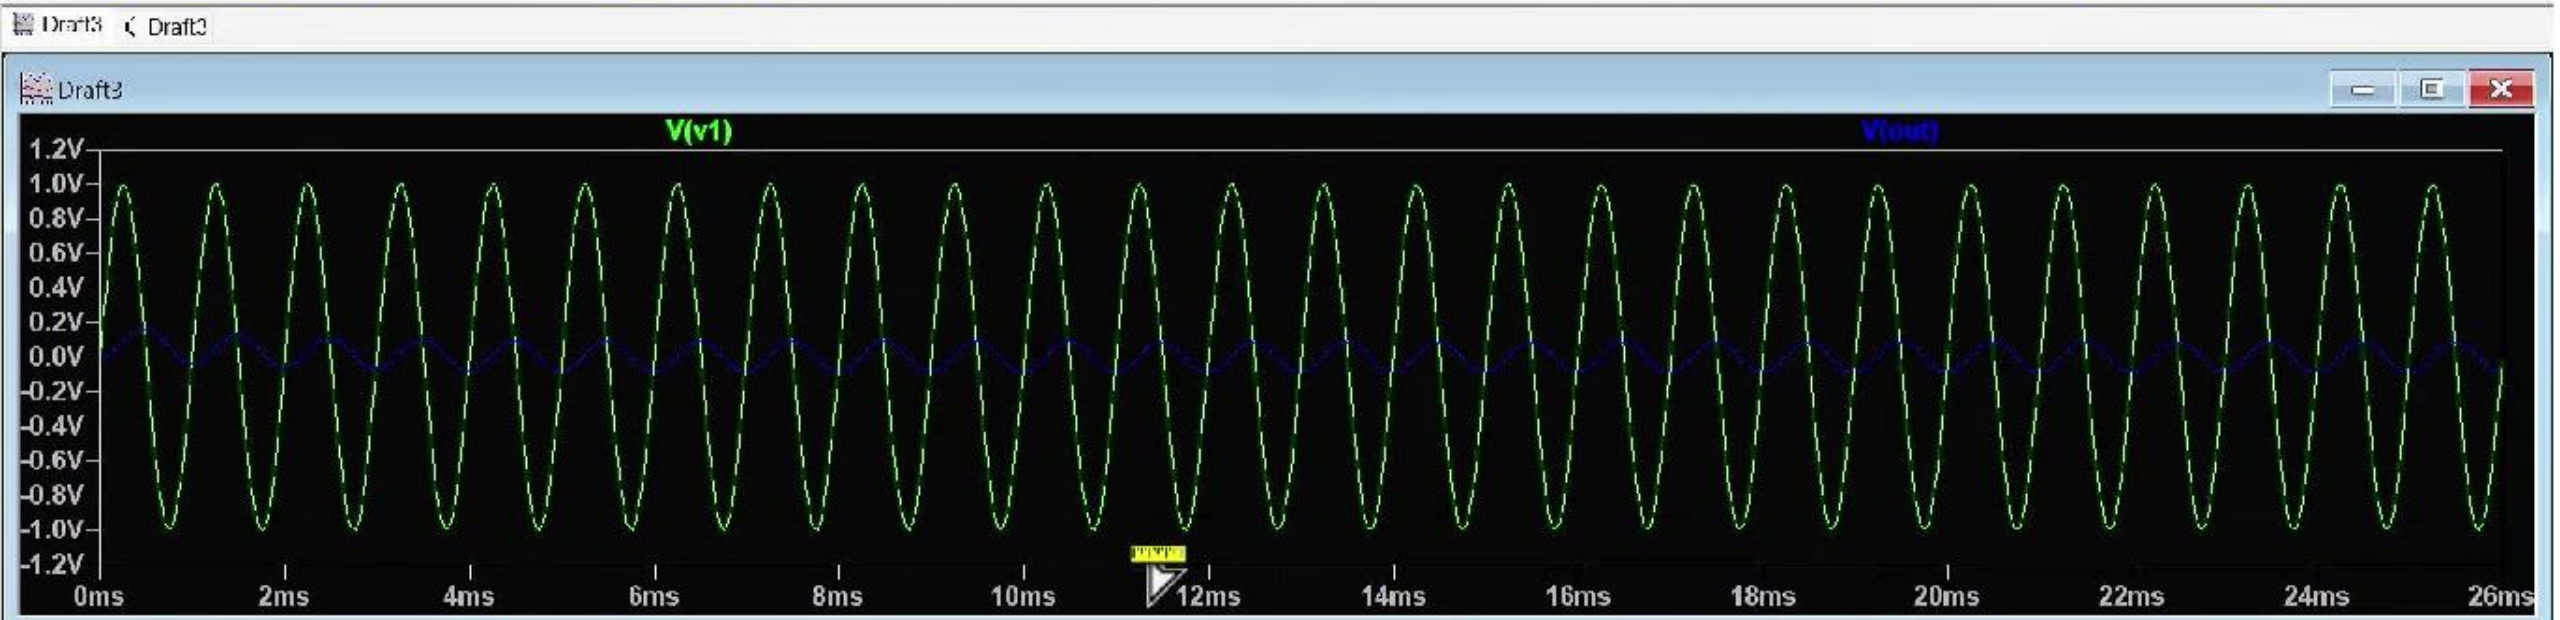 Draft3 Draft3
Draft3
V(v1) V(out)
1.2V
1.0V
0.8V
0.6V
0.4V
0.2V
0.0V
-0.2V
-0.4V
-0.6V
-0.8V
-1.0V
-1.2V
0ms 2ms 4ms 6ms 8ms 10ms 12ms 14ms 16ms 18ms 20ms 22ms 24ms 26ms